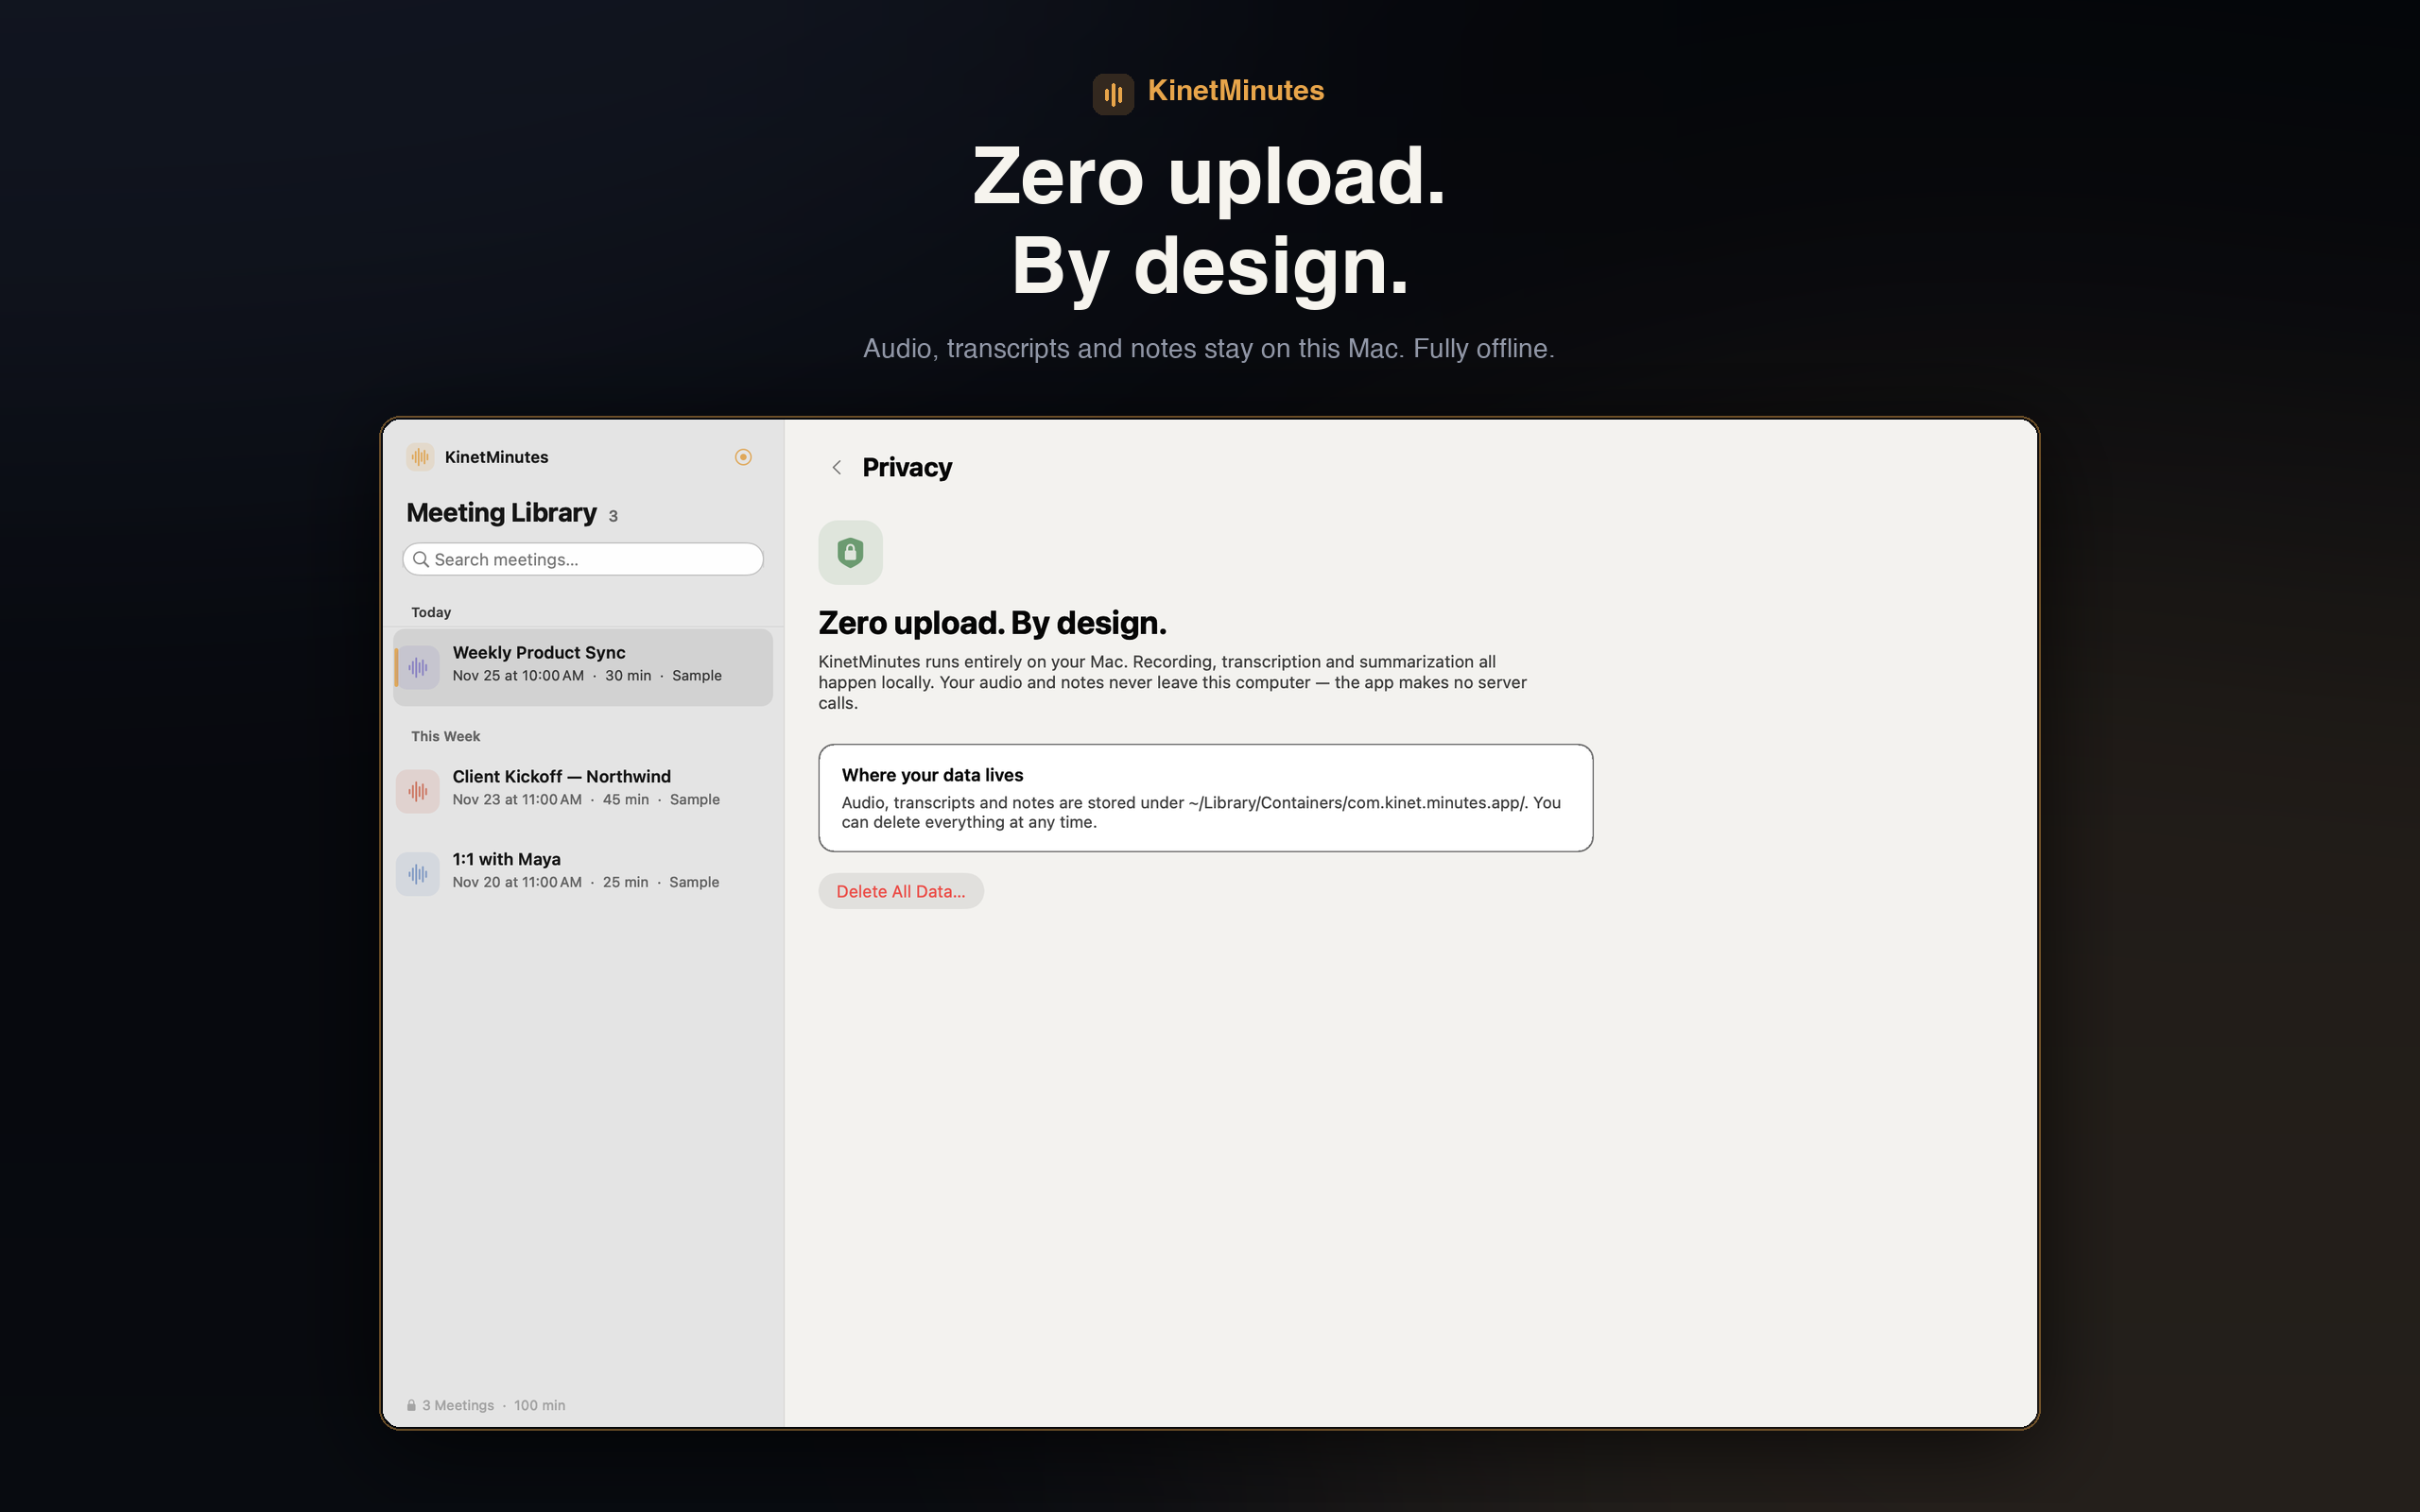 KinetMinutes
Zero upload.
By design.
Audio, transcripts and notes stay on this Mac. Fully offline.
KinetMinutes
Meeting Library 3
Search meetings...
Today
Weekly Product Sync
Nov 25 at 10:00 AM · 30 min · Sample
This Week
Client Kickoff — Northwind
Nov 23 at 11:00 AM · 45 min · Sample
1:1 with Maya
Nov 20 at 11:00 AM · 25 min · Sample
3 Meetings · 100 min
Privacy
Zero upload. By design.
KinetMinutes runs entirely on your Mac. Recording, transcription and summarization all
happen locally. Your audio and notes never leave this computer — the app makes no server
calls.
Where your data lives
Audio, transcripts and notes are stored under ~/Library/Containers/com.kinet.minutes.app/. You
can delete everything at any time.
Delete All Data...